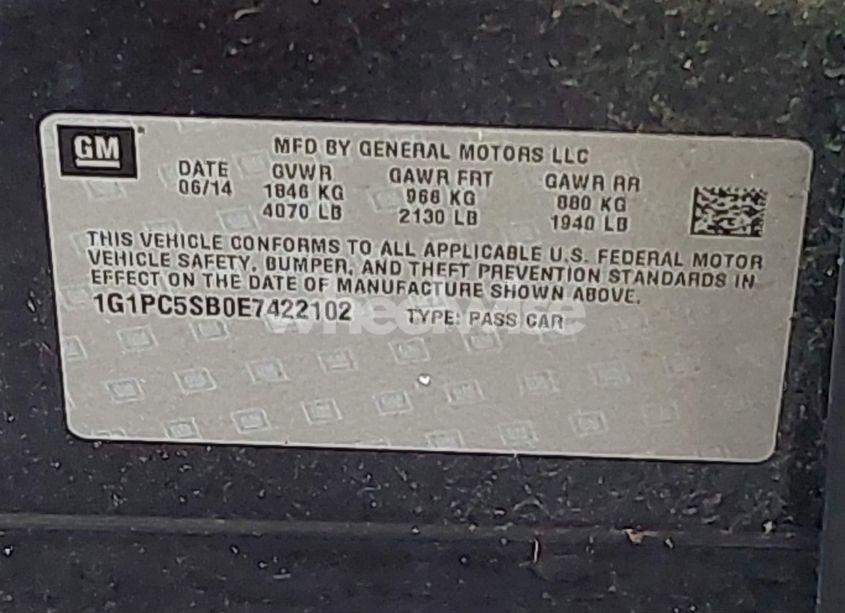 GM
MFD BY GENERAL MOTORS LLC
DATE GVWR GAWR FRT GAWR RR
06/14 1846 KG 966 KG 880 KG
4070 LB 2130 LB 1940 LB
THIS VEHICLE CONFORMS TO ALL APPLICABLE U.S. FEDERAL MOTOR
VEHICLE SAFETY, BUMPER, AND THEFT PREVENTION STANDARDS IN
EFFECT ON THE DATE OF MANUFACTURE SHOWN ABOVE.
1G1PC5SB0E7422102 TYPE: PASS CAR